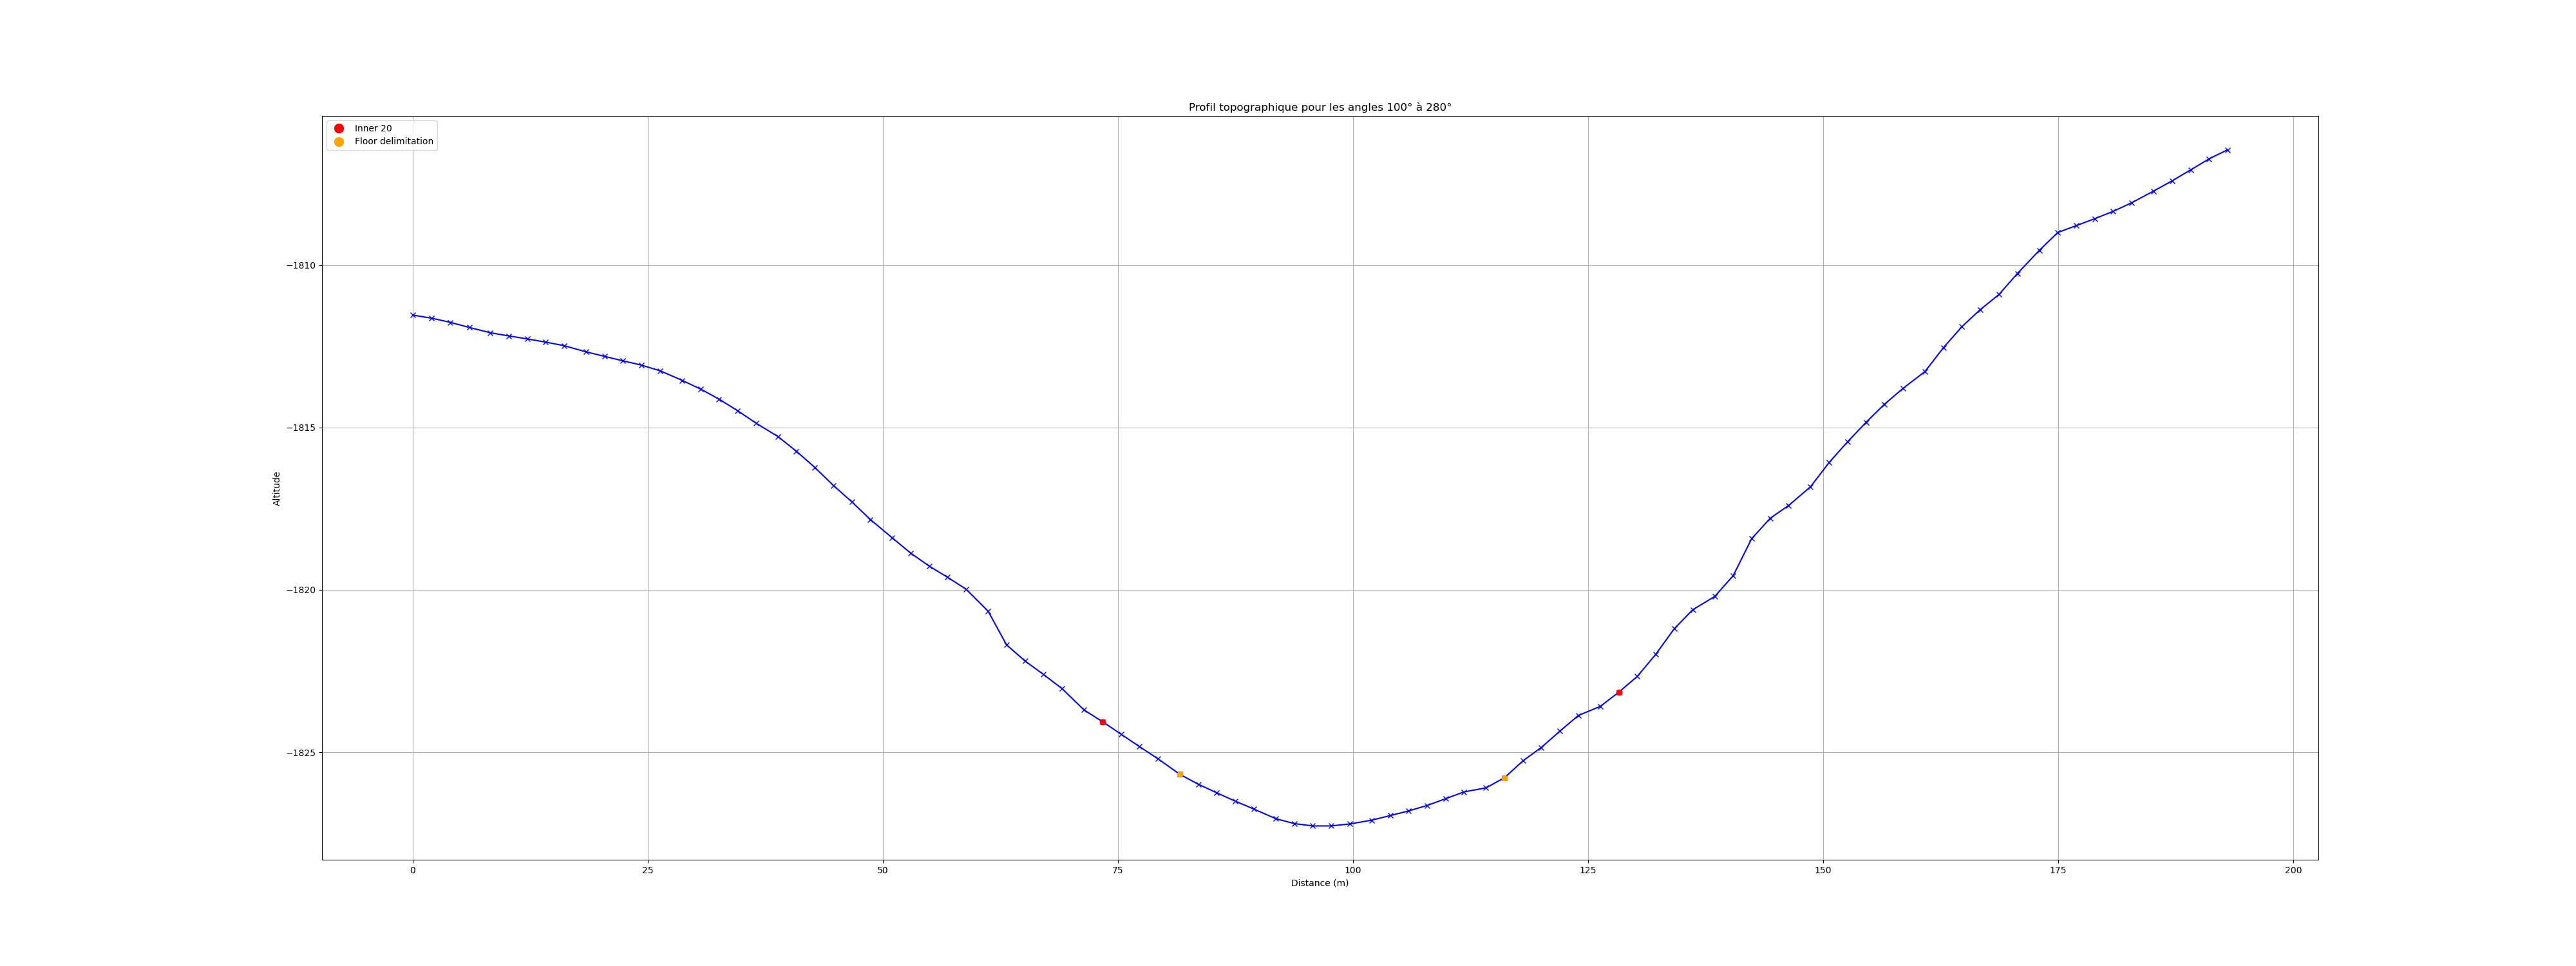 Profil topographique pour les angles 100° à 280°
Inner 20
Floor delimitation
−1810
−1815
−1820
−1825
Altitude
0 25 50 75 100 125 150 175 200
Distance (m)